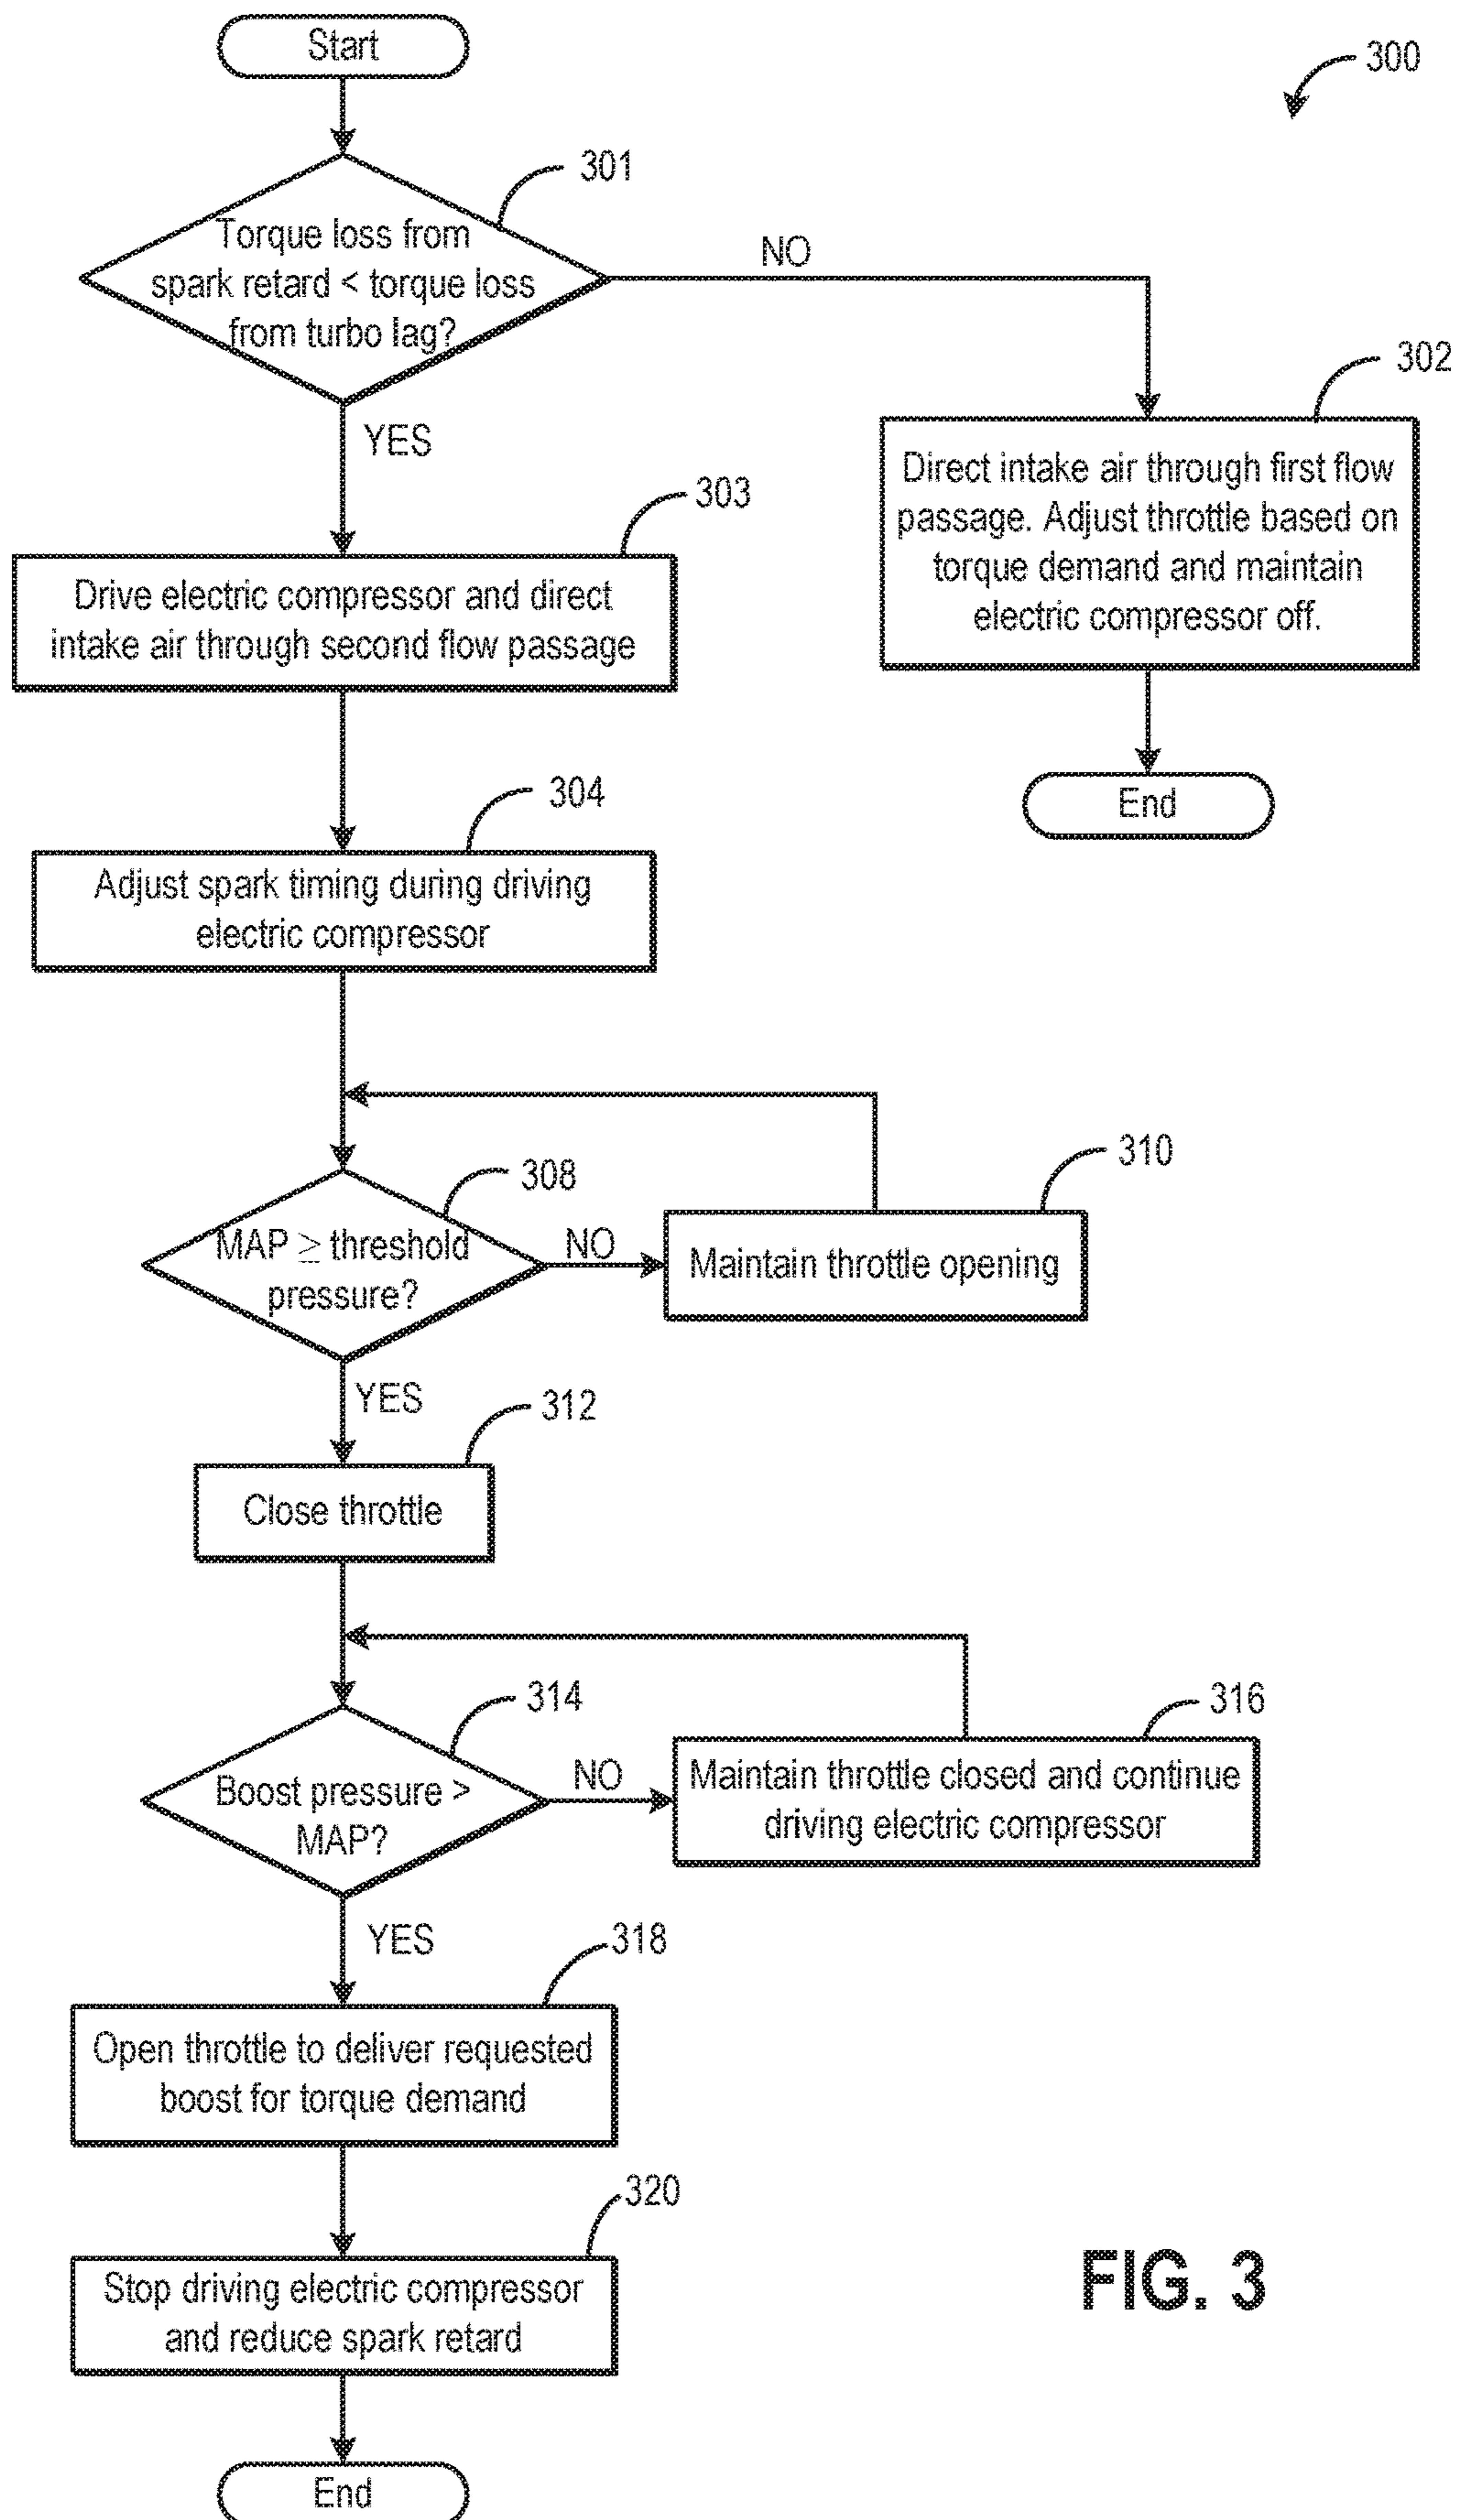 Start
300
301
Torque loss from
spark retard < torque loss
from turbo lag?
NO
YES
302
Direct intake air through first flow
passage. Adjust throttle based on
torque demand and maintain
electric compressor off.
End
303
Drive electric compressor and direct
intake air through second flow passage
304
Adjust spark timing during driving
electric compressor
308
MAP ≥ threshold
pressure?
NO
310
Maintain throttle opening
YES
312
Close throttle
314
Boost pressure >
MAP?
NO
316
Maintain throttle closed and continue
driving electric compressor
YES
318
Open throttle to deliver requested
boost for torque demand
320
Stop driving electric compressor
and reduce spark retard
End
FIG. 3